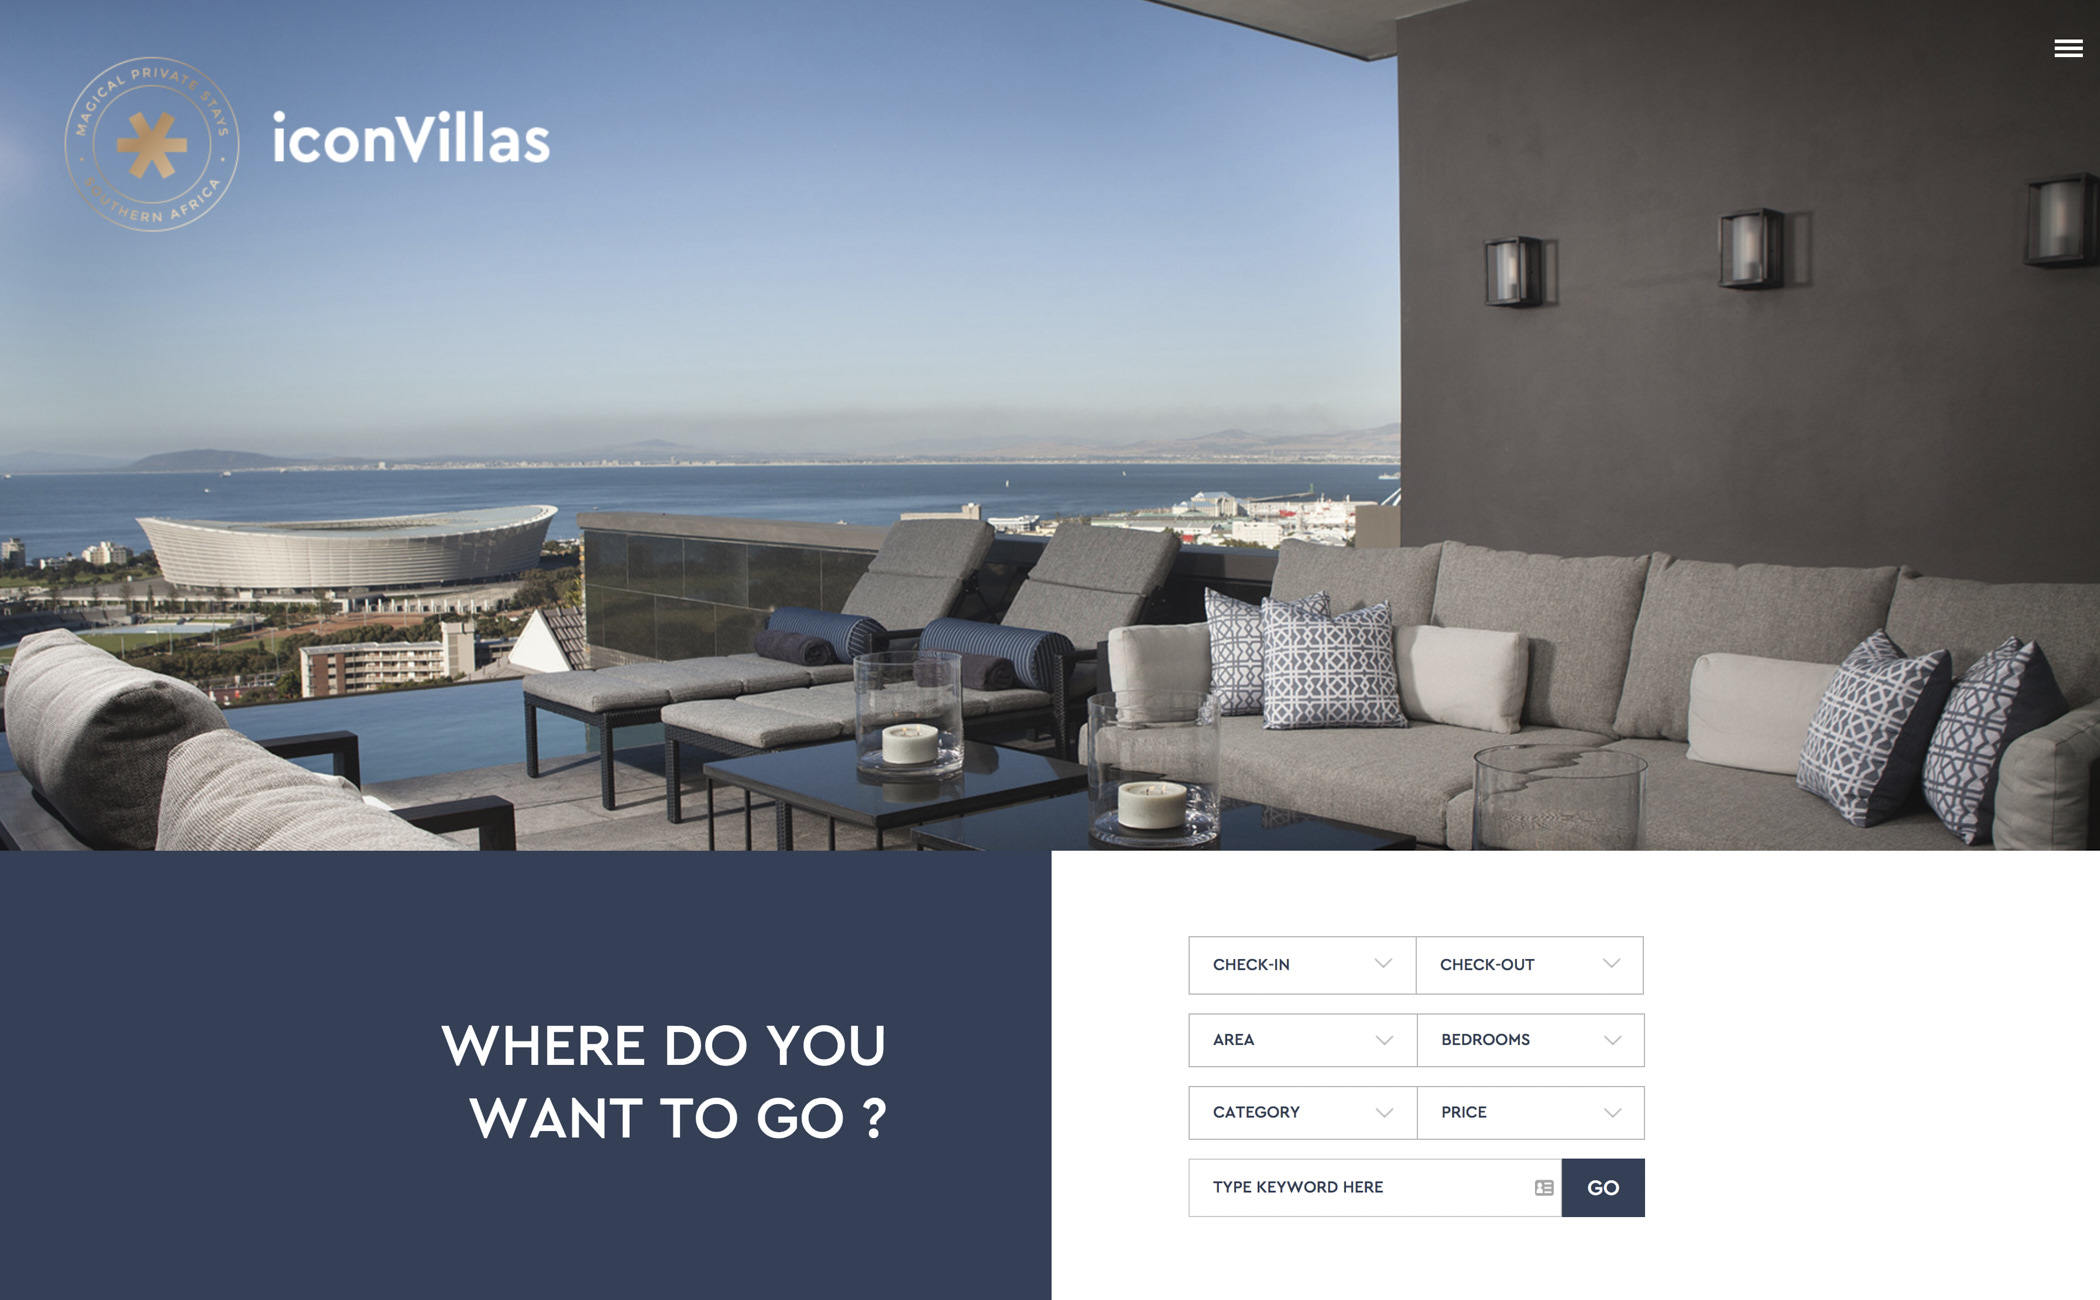 MAGICAL PRIVATE STAYS
SOUTHERN AFRICA
iconVillas
WHERE DO YOU
WANT TO GO ?
CHECK-IN
CHECK-OUT
AREA
BEDROOMS
CATEGORY
PRICE
TYPE KEYWORD HERE
GO